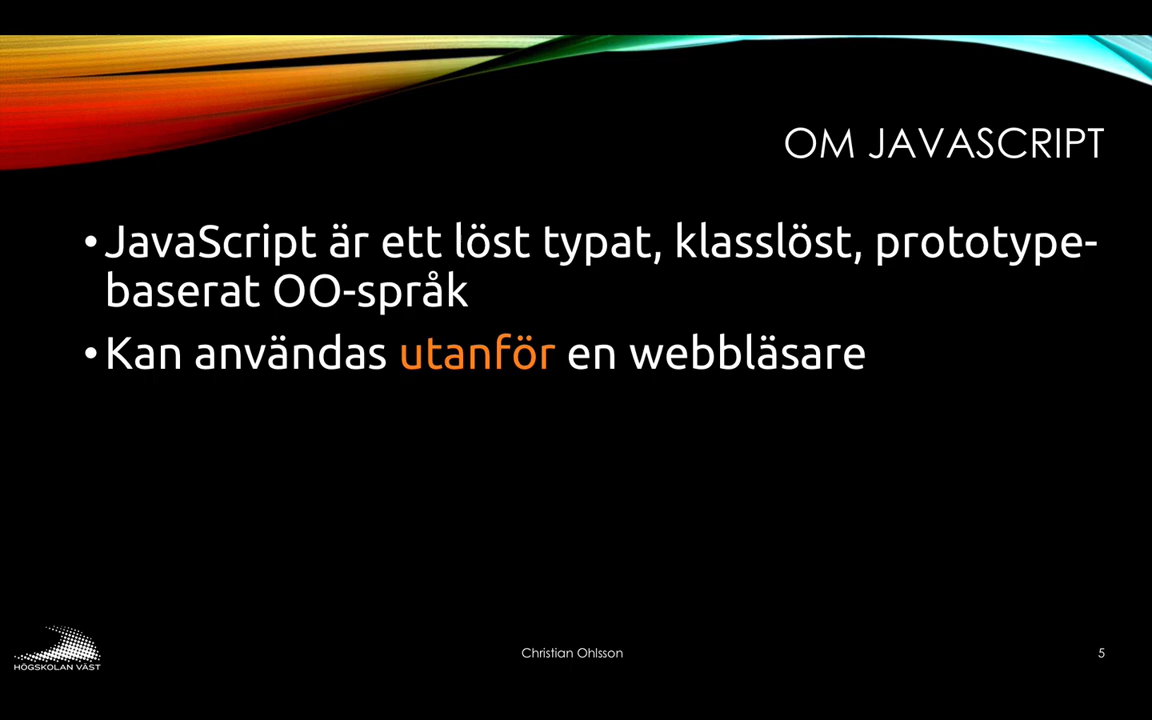 OM JAVASCRIPT
• JavaScript är ett löst typat, klasslöst, prototype-
baserat OO-språk
• Kan användas utanför en webbläsare
HÖGSKOLAN VÄST
Christian Ohlsson
5